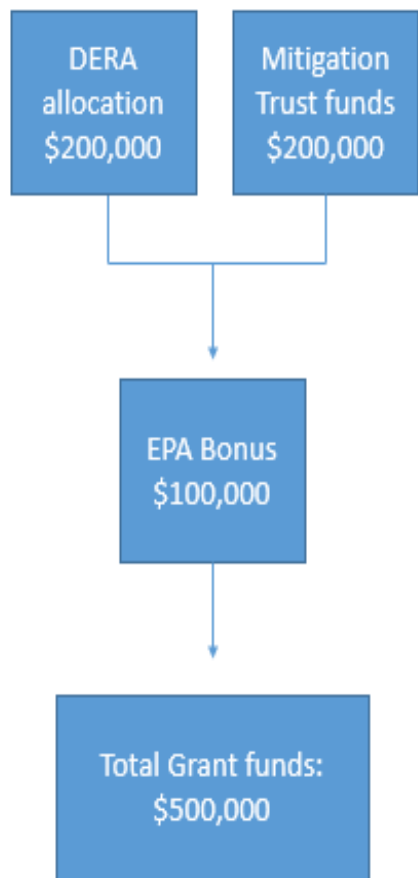 DERA
allocation
$200,000
Mitigation
Trust funds
$200,000
EPA Bonus
$100,000
Total Grant funds:
$500,000